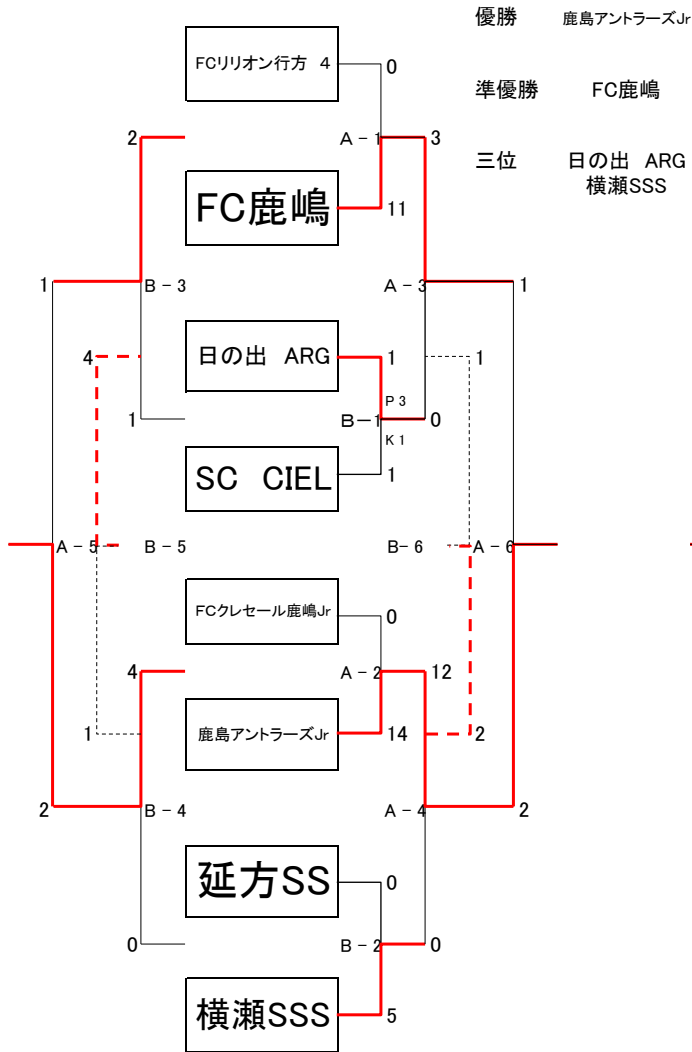 優勝 鹿島アントラーズJr
FCリリオン行方 4
0
準優勝 FC鹿嶋
2
A-1
3
三位 日の出 ARG
横瀬SSS
FC鹿嶋
11
1
B-3
A-3
1
4
日の出 ARG
1
1
P 3
1
B-1
0
K 1
SC CIEL
1
A-5
B-5
B-6
A-6
FCクレセール鹿嶋Jr
0
4
A-2
12
1
鹿島アントラーズJr
14
2
2
B-4
A-4
2
延方SS
0
0
B-2
0
横瀬SSS
5